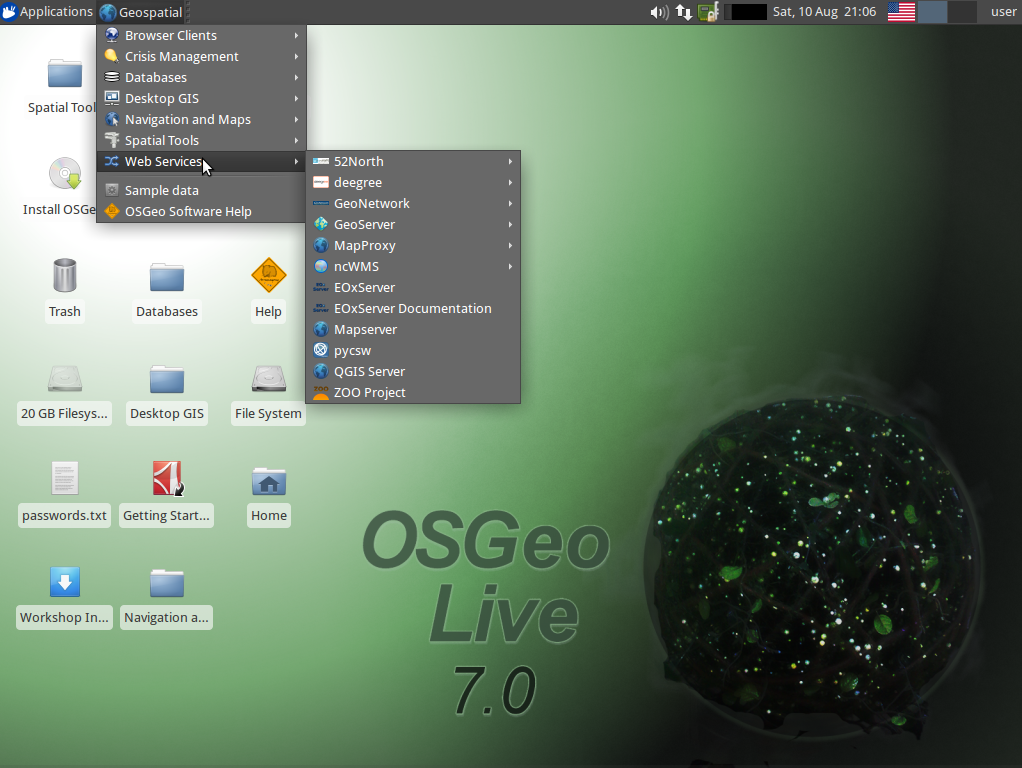 Applications Geospatial Sat, 10 Aug 21:06 user
Browser Clients
Crisis Management
Databases
Desktop GIS
Navigation and Maps
Spatial Tools
Web Services
Sample data
OSGeo Software Help
52North
deegree
GeoNetwork
GeoServer
MapProxy
ncWMS
EOxServer
EOxServer Documentation
Mapserver
pycsw
QGIS Server
ZOO Project
Spatial Tool
Install OSGe
Trash Databases Help
20 GB Filesys... Desktop GIS File System
passwords.txt Getting Start... Home
Workshop In... Navigation a...
OSGeo
Live
7.0